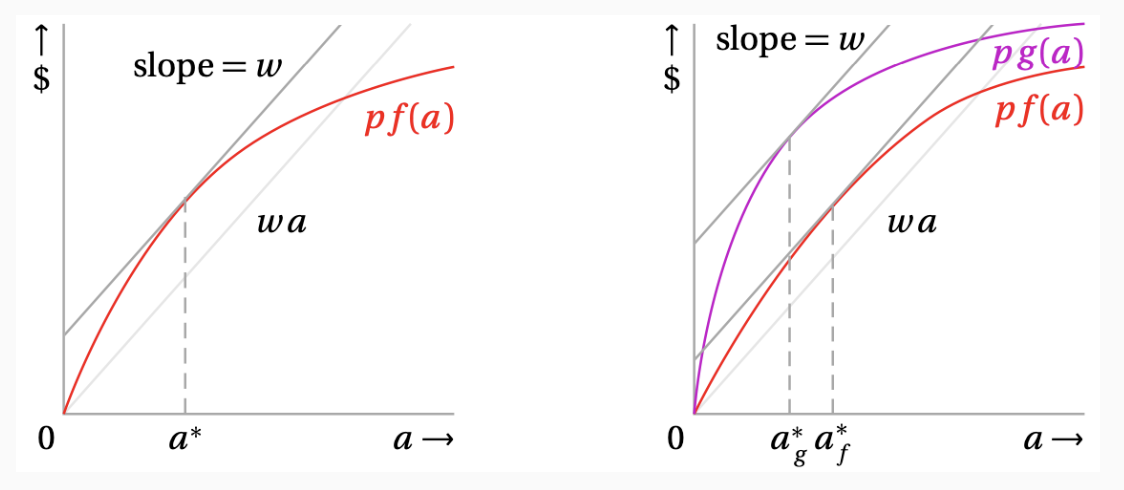 ↑
$
slope = w
pf(a)
wa
0
a*
a →
↑
$
slope = w
pg(a)
pf(a)
wa
0
a*g
a*f
a →